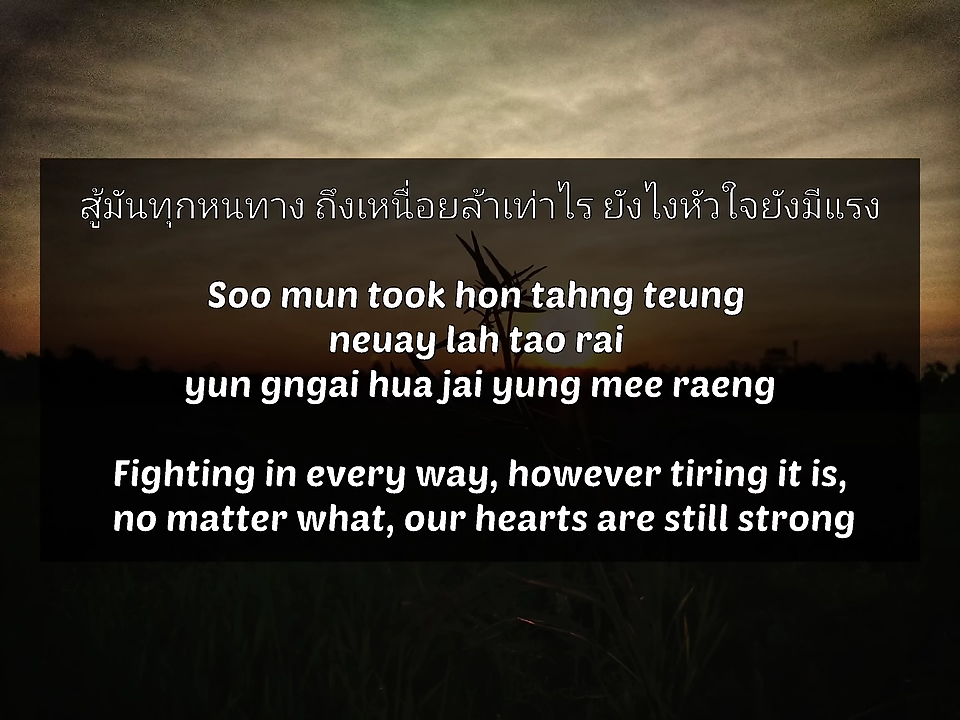 สู้มันทุกหนทาง ถึงเหนื่อยล้าเท่าไร ยังไงหัวใจยังมีแรง
Soo mun took hon tahng teung
neuay lah tao rai
yun gngai hua jai yung mee raeng
Fighting in every way, however tiring it is,
no matter what, our hearts are still strong